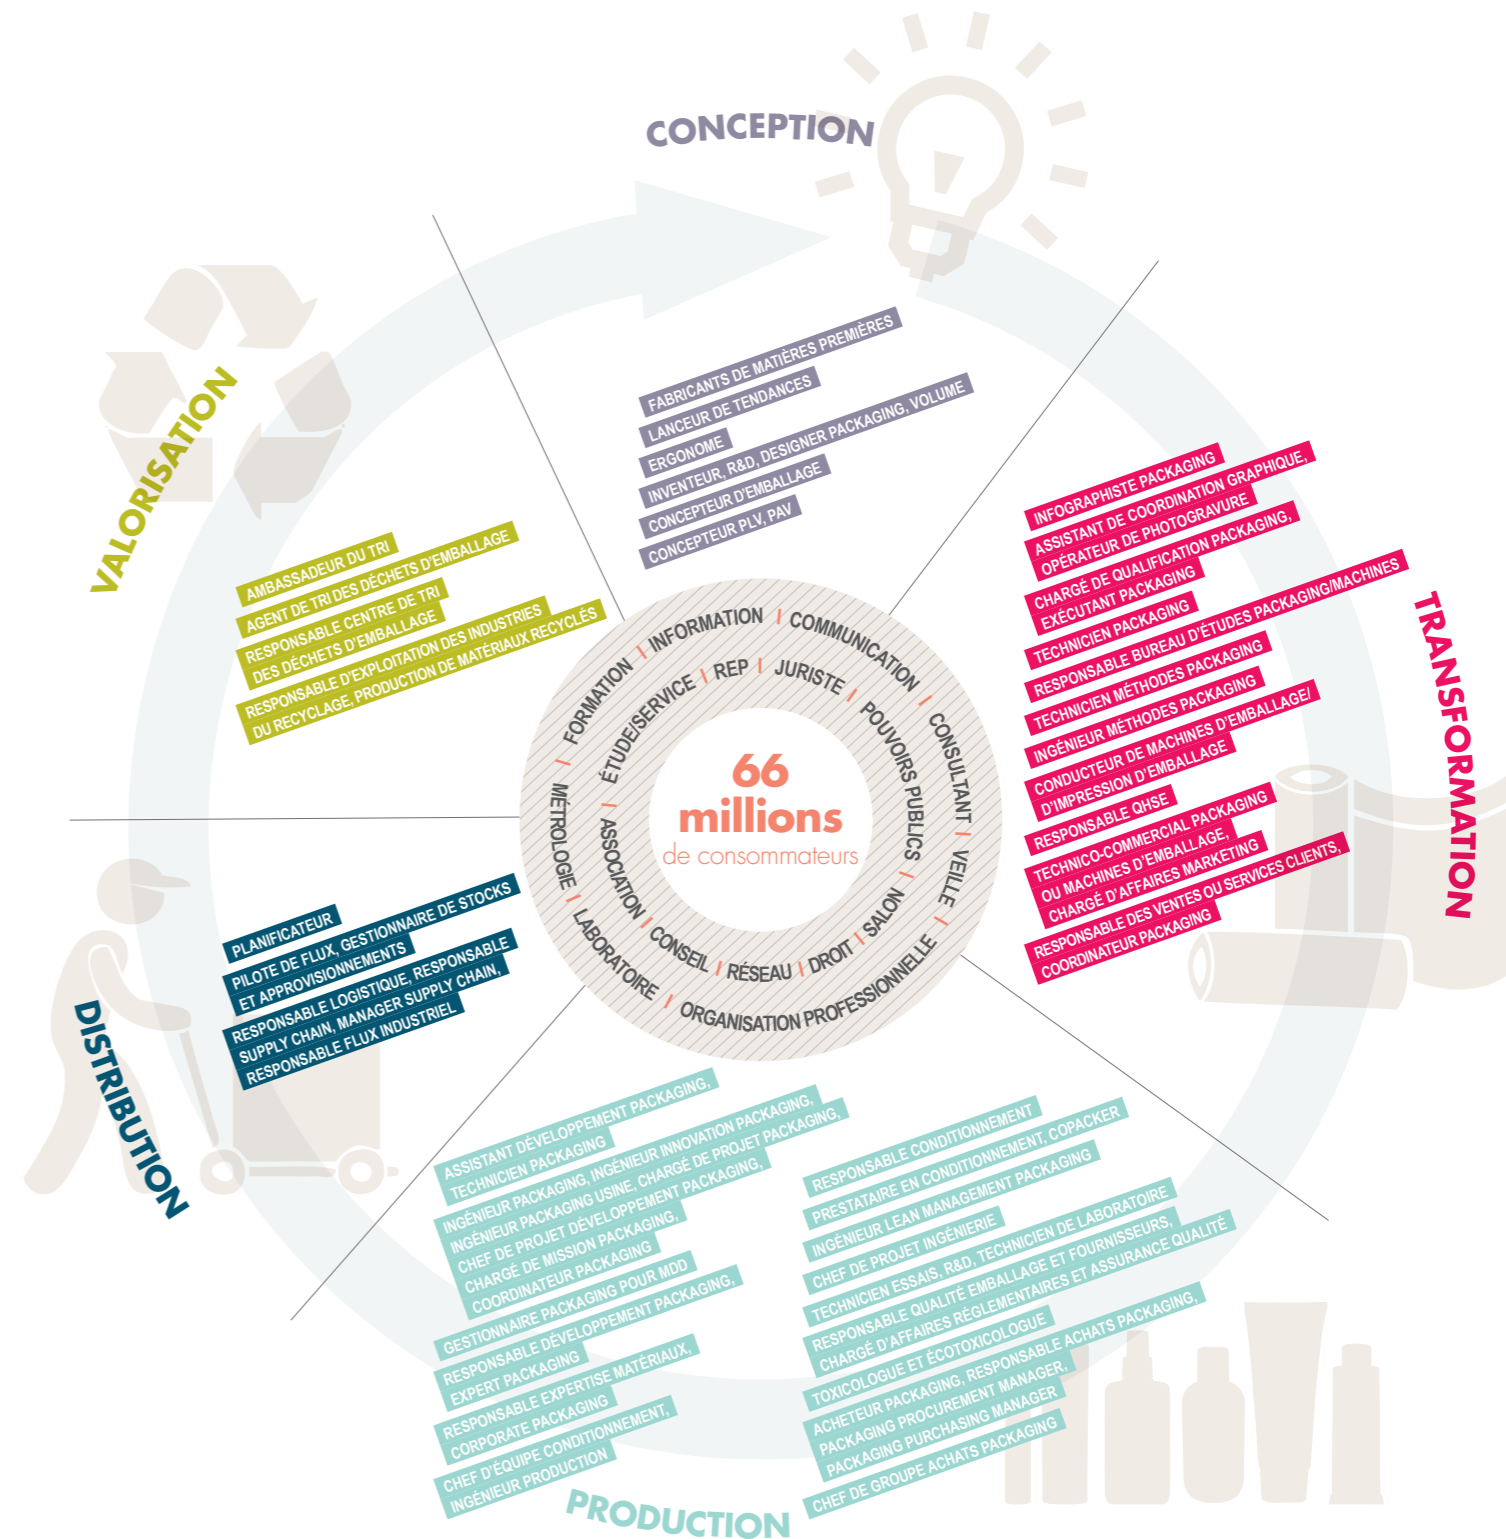 CONCEPTION
FABRICANTS DE MATIÈRES PREMIÈRES
LANCEUR DE TENDANCES
ERGONOME
INVENTEUR, R&D, DESIGNER PACKAGING, VOLUME
CONCEPTEUR D'EMBALLAGE
CONCEPTEUR PLV, PAV
TRANSFORMATION
INFOGRAPHISTE PACKAGING
ASSISTANT DE COORDINATION GRAPHIQUE,
OPÉRATEUR DE PHOTOGRAVURE
CHARGÉ DE QUALIFICATION PACKAGING,
EXÉCUTANT PACKAGING
TECHNICIEN PACKAGING
RESPONSABLE BUREAU D'ÉTUDES PACKAGING/MACHINES
TECHNICIEN MÉTHODES PACKAGING
INGÉNIEUR MÉTHODES PACKAGING
CONDUCTEUR DE MACHINES D'EMBALLAGE/
D'IMPRESSION D'EMBALLAGE
RESPONSABLE QHSE
TECHNICO-COMMERCIAL PACKAGING
OU MACHINES D'EMBALLAGE,
CHARGÉ D'AFFAIRES MARKETING
RESPONSABLE DES VENTES OU SERVICES CLIENTS,
COORDINATEUR PACKAGING
PRODUCTION
ASSISTANT DÉVELOPPEMENT PACKAGING,
TECHNICIEN PACKAGING
INGÉNIEUR PACKAGING, INGÉNIEUR INNOVATION PACKAGING,
INGÉNIEUR PACKAGING USINE, CHARGÉ DE PROJET PACKAGING,
CHEF DE PROJET DÉVELOPPEMENT PACKAGING,
CHARGÉ DE MISSION PACKAGING,
COORDINATEUR PACKAGING
GESTIONNAIRE PACKAGING POUR MDD
RESPONSABLE DÉVELOPPEMENT PACKAGING,
EXPERT PACKAGING
RESPONSABLE EXPERTISE MATÉRIAUX,
CORPORATE PACKAGING
CHEF D'ÉQUIPE CONDITIONNEMENT,
INGÉNIEUR PRODUCTION
RESPONSABLE CONDITIONNEMENT
PRESTATAIRE EN CONDITIONNEMENT, COPACKER
INGÉNIEUR LEAN MANAGEMENT PACKAGING
CHEF DE PROJET INGÉNIERIE
TECHNICIEN ESSAIS, R&D, TECHNICIEN DE LABORATOIRE
RESPONSABLE QUALITÉ EMBALLAGE ET FOURNISSEURS,
CHARGÉ D'AFFAIRES RÉGLEMENTAIRES ET ASSURANCE QUALITÉ
TOXICOLOGUE ET ÉCOTOXICOLOGUE
ACHETEUR PACKAGING, RESPONSABLE ACHATS PACKAGING,
PACKAGING PROCUREMENT MANAGER,
PACKAGING PURCHASING MANAGER
CHEF DE GROUPE ACHATS PACKAGING
DISTRIBUTION
PLANIFICATEUR
PILOTE DE FLUX, GESTIONNAIRE DE STOCKS
ET APPROVISIONNEMENTS
RESPONSABLE LOGISTIQUE, RESPONSABLE
SUPPLY CHAIN, MANAGER SUPPLY CHAIN,
RESPONSABLE FLUX INDUSTRIEL
VALORISATION
AMBASSADEUR DU TRI
AGENT DE TRI DES DÉCHETS D'EMBALLAGE
RESPONSABLE CENTRE DE TRI
DES DÉCHETS D'EMBALLAGE
RESPONSABLE D'EXPLOITATION DES INDUSTRIES
DU RECYCLAGE, PRODUCTION DE MATÉRIAUX RECYCLÉS
FORMATION | INFORMATION | COMMUNICATION | CONSULTANT | VEILLE | ORGANISATION PROFESSIONNELLE | LABORATOIRE | MÉTROLOGIE |
ÉTUDE/SERVICE | REP | JURISTE | POUVOIRS PUBLICS | SALON | DROIT | RÉSEAU | CONSEIL | ASSOCIATION |
66
millions
de consommateurs